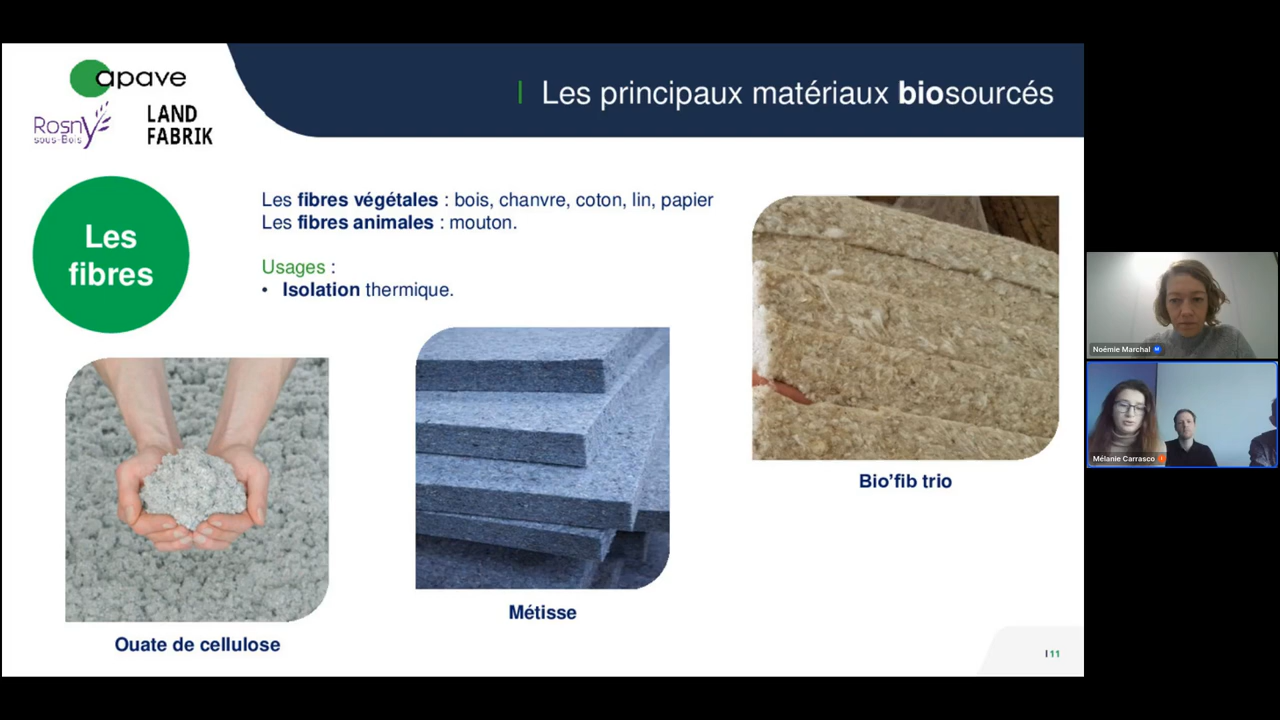 apave
Rosny
sous-Bois
LAND
FABRIK
Les principaux matériaux biosourcés
Les
fibres
Les fibres végétales : bois, chanvre, coton, lin, papier
Les fibres animales : mouton.
Usages :
• Isolation thermique.
Ouate de cellulose
Métisse
Bio’fib trio
Noémie Marchal
Mélanie Carrasco
11